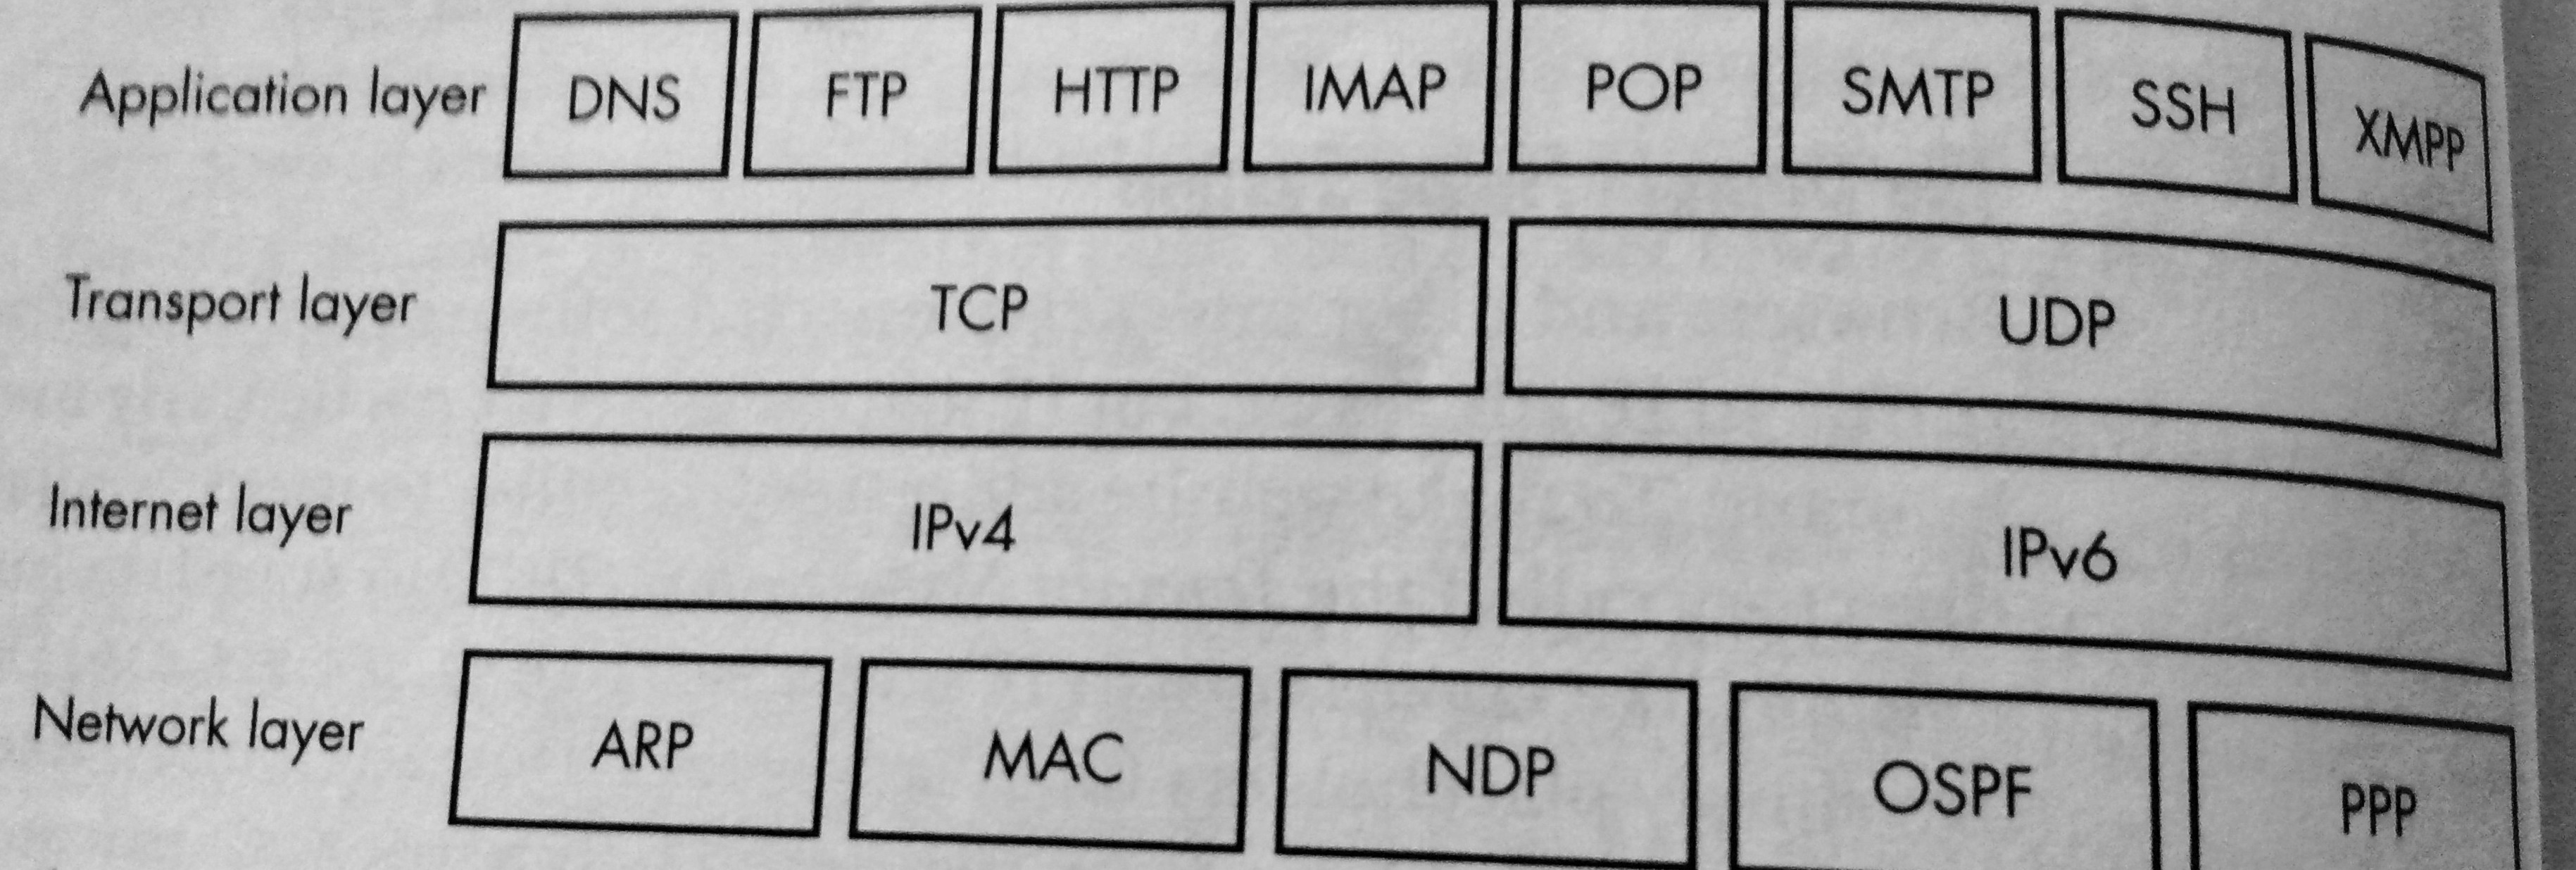 Application layer DNS FTP HTTP IMAP POP SMTP SSH XMPP
Transport layer TCP UDP
Internet layer IPv4 IPv6
Network layer ARP MAC NDP OSPF PPP